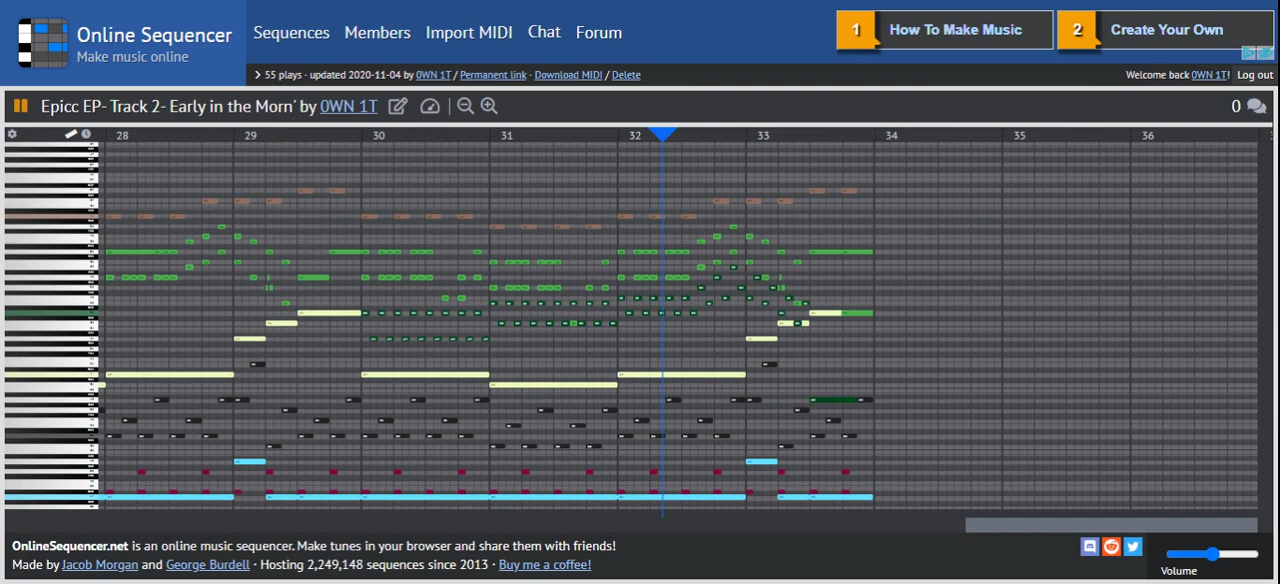 Online Sequencer
Make music online
Sequences Members Import MIDI Chat Forum
1 How To Make Music
2 Create Your Own
55 plays · updated 2020-11-04 by 0WN 1T / Permanent link · Download MIDI / Delete
Welcome back 0WN 1T! Log out
Epicc EP- Track 2- Early in the Morn' by 0WN 1T
0
28 29 30 31 32 33 34 35 36
OnlineSequencer.net is an online music sequencer. Make tunes in your browser and share them with friends!
Made by Jacob Morgan and George Burdell · Hosting 2,249,148 sequences since 2013 · Buy me a coffee!
Volume